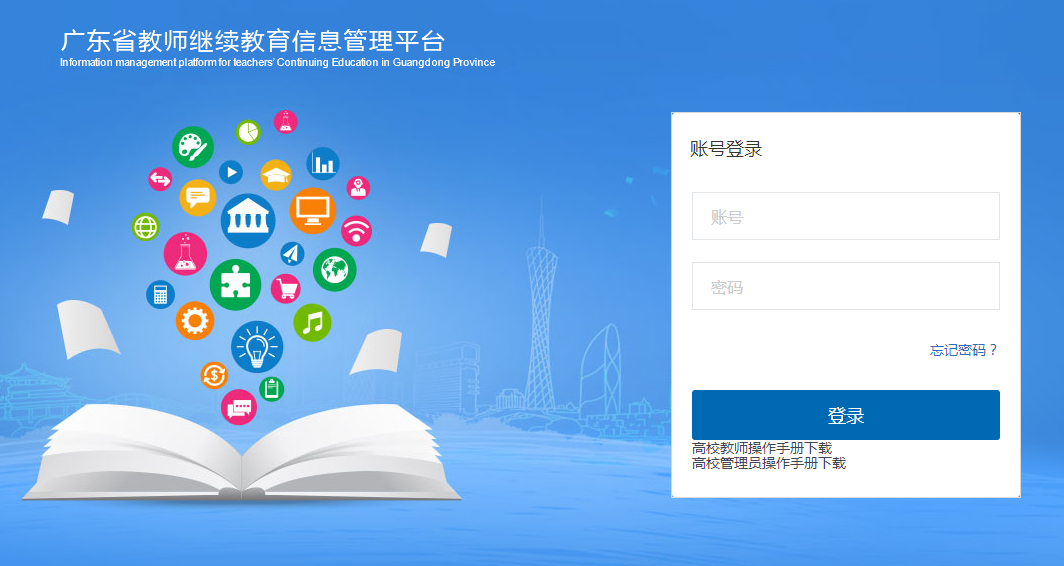 广东省教师继续教育信息管理平台
Information management platform for teachers' Continuing Education in Guangdong Province
账号登录
账号
密码
忘记密码？
登录
高校教师操作手册下载
高校管理员操作手册下载